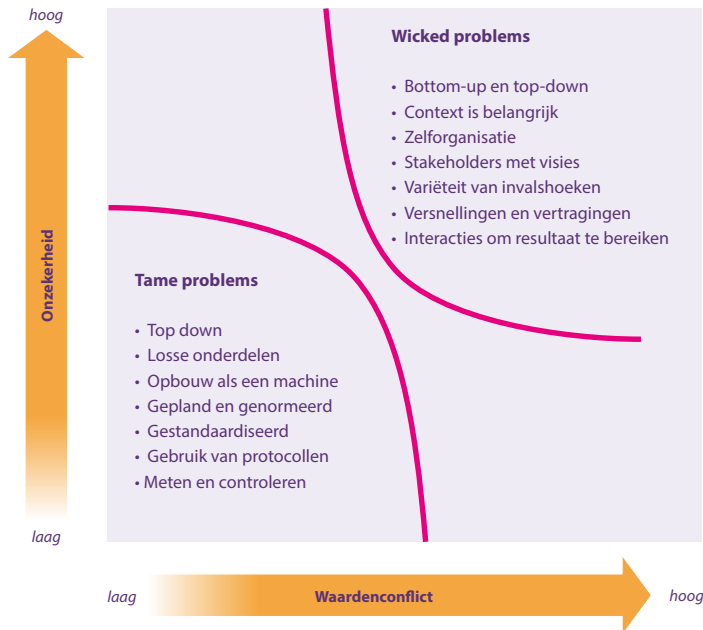 hoog
Wicked problems
• Bottom-up en top-down
• Context is belangrijk
• Zelforganisatie
• Stakeholders met visies
• Variëteit van invalshoeken
• Versnellingen en vertragingen
• Interacties om resultaat te bereiken
Onzekerheid
Tame problems
• Top down
• Losse onderdelen
• Opbouw als een machine
• Gepland en genormeerd
• Gestandaardiseerd
• Gebruik van protocollen
• Meten en controleren
laag
laag
Waardenconflict
hoog